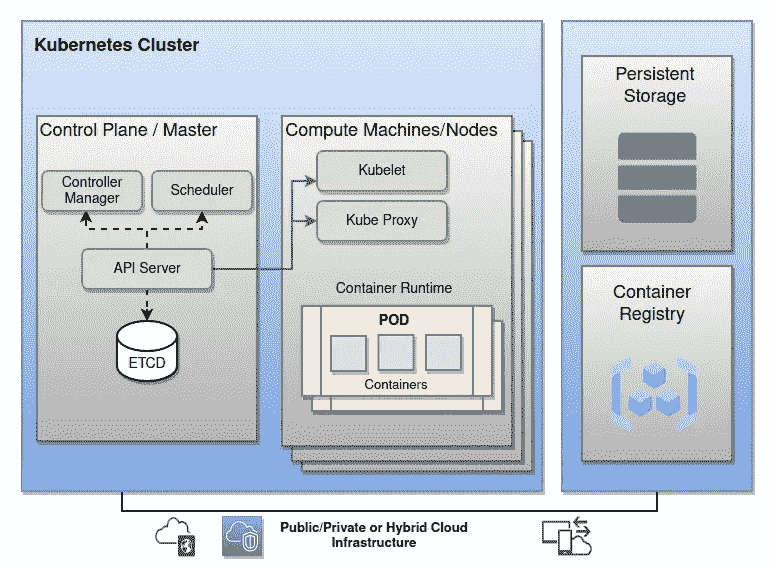 Kubernetes Cluster
Control Plane / Master
Controller
Manager
Scheduler
API Server
ETCD
Compute Machines/Nodes
Kubelet
Kube Proxy
Container Runtime
POD
Containers
Persistent
Storage
Container
Registry
Public/Private or Hybrid Cloud
Infrastructure